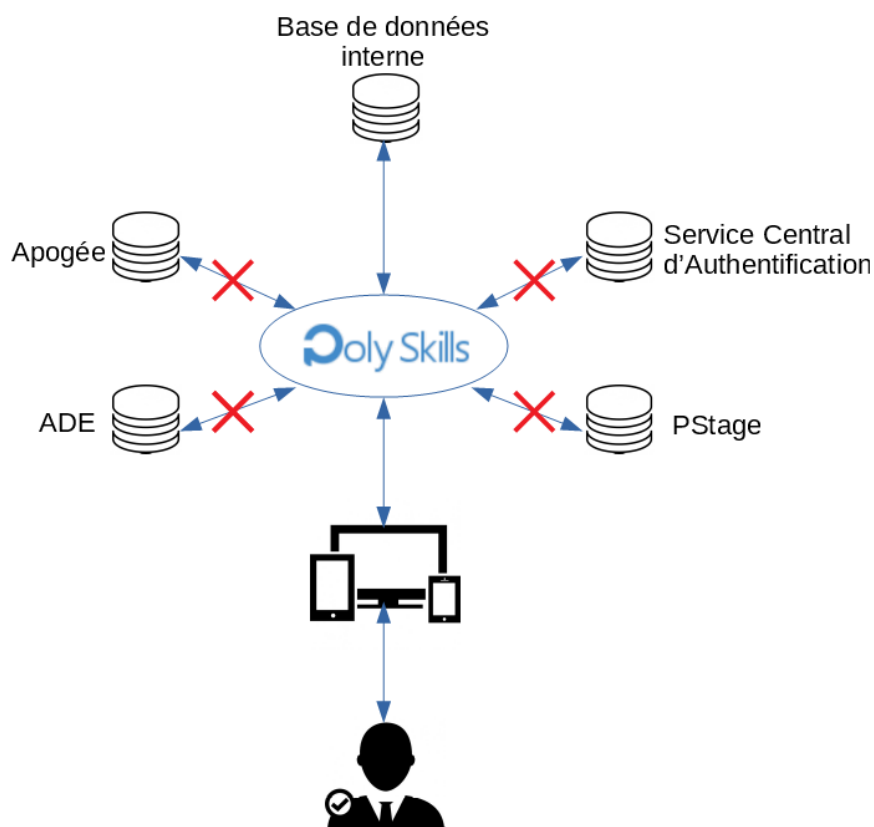 Base de données
interne
Apogée
Service Central
d'Authentification
Poly Skills
ADE
PStage